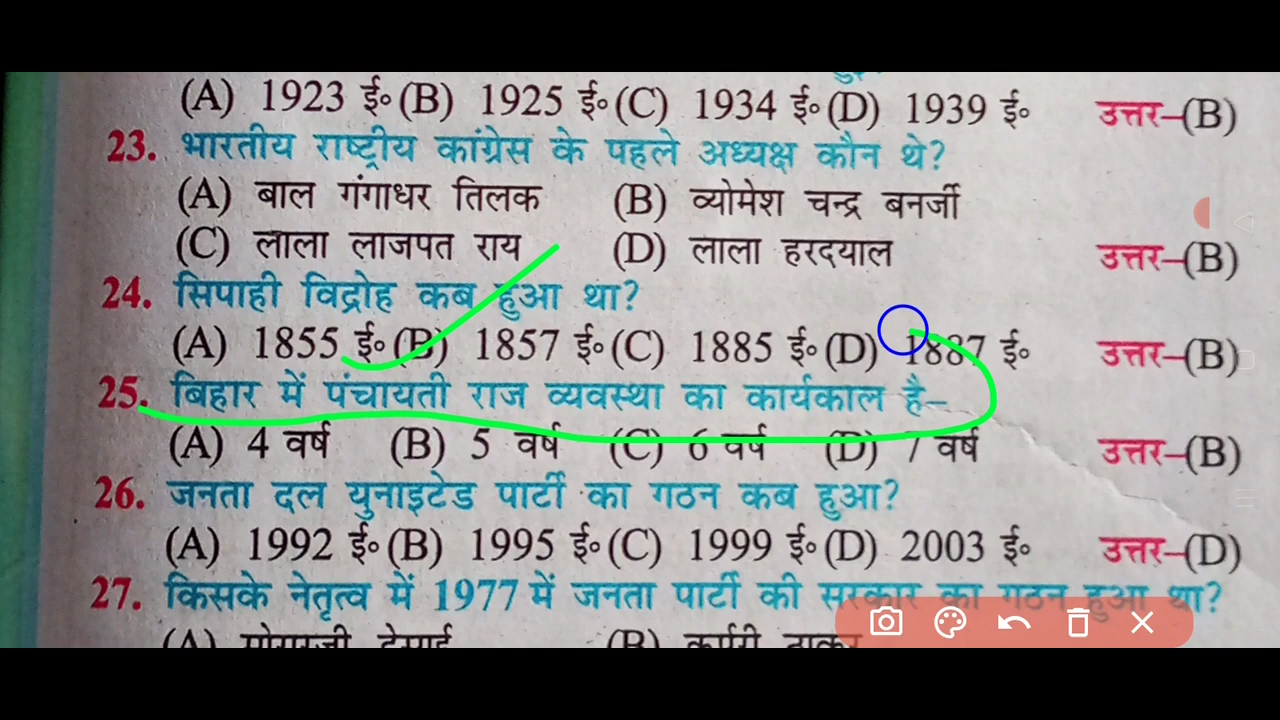 (A) 1923 ई॰ (B) 1925 ई॰ (C) 1934 ई॰ (D) 1939 ई॰ उत्तर–(B)
23. भारतीय राष्ट्रीय कांग्रेस के पहले अध्यक्ष कौन थे?
(A) बाल गंगाधर तिलक (B) व्योमेश चन्द्र बनर्जी
(C) लाला लाजपत राय (D) लाला हरदयाल उत्तर–(B)
24. सिपाही विद्रोह कब हुआ था?
(A) 1855 ई॰ (B) 1857 ई॰ (C) 1885 ई॰ (D) 1887 ई॰ उत्तर–(B)
25. बिहार में पंचायती राज व्यवस्था का कार्यकाल है–
(A) 4 वर्ष (B) 5 वर्ष (C) 6 वर्ष (D) 7 वर्ष उत्तर–(B)
26. जनता दल युनाइटेड पार्टी का गठन कब हुआ?
(A) 1992 ई॰ (B) 1995 ई॰ (C) 1999 ई॰ (D) 2003 ई॰ उत्तर–(D)
27. किसके नेतृत्व में 1977 में जनता पार्टी की सरकार का गठन हुआ था?
(A) मोरारजी देसाई (B) कर्पूरी ठाकुर